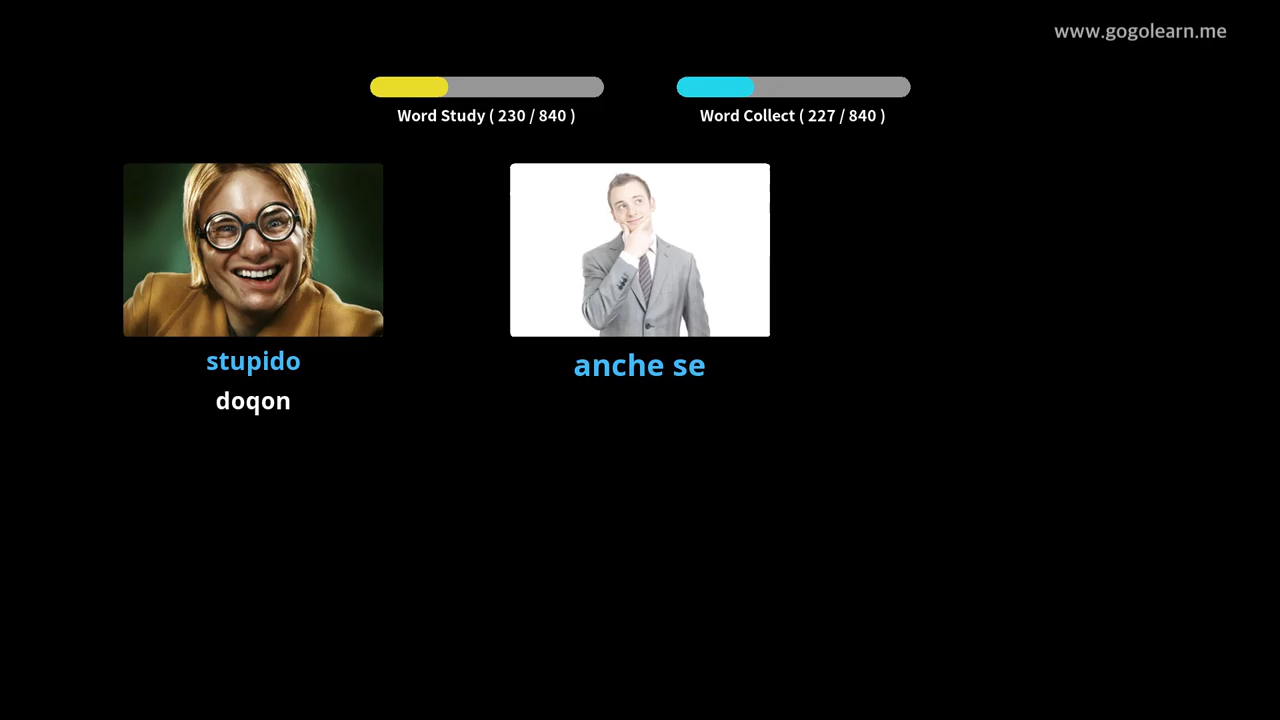 www.gogolearn.me
Word Study ( 230 / 840 )
Word Collect ( 227 / 840 )
stupido
doqon
anche se